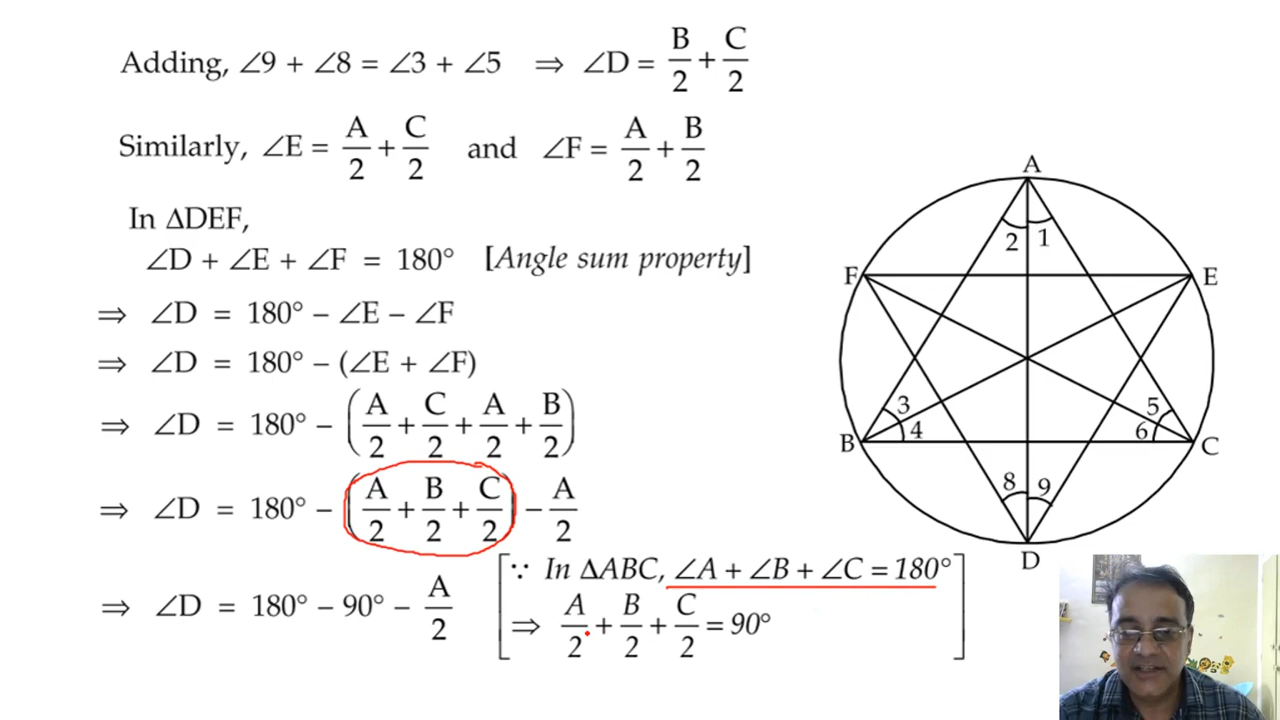 Adding, ∠9 + ∠8 = ∠3 + ∠5 ⇒ ∠D = B/2 + C/2
Similarly, ∠E = A/2 + C/2 and ∠F = A/2 + B/2
In ΔDEF,
∠D + ∠E + ∠F = 180° [Angle sum property]
⇒ ∠D = 180° – ∠E – ∠F
⇒ ∠D = 180° – (∠E + ∠F)
⇒ ∠D = 180° – (A/2 + C/2 + A/2 + B/2)
⇒ ∠D = 180° – (A/2 + B/2 + C/2) – A/2
⇒ ∠D = 180° – 90° – A/2
[∵ In ΔABC, ∠A + ∠B + ∠C = 180°
⇒ A/2 + B/2 + C/2 = 90°]
A
2 1
F E
3 5
B 4 6 C
8 9
D